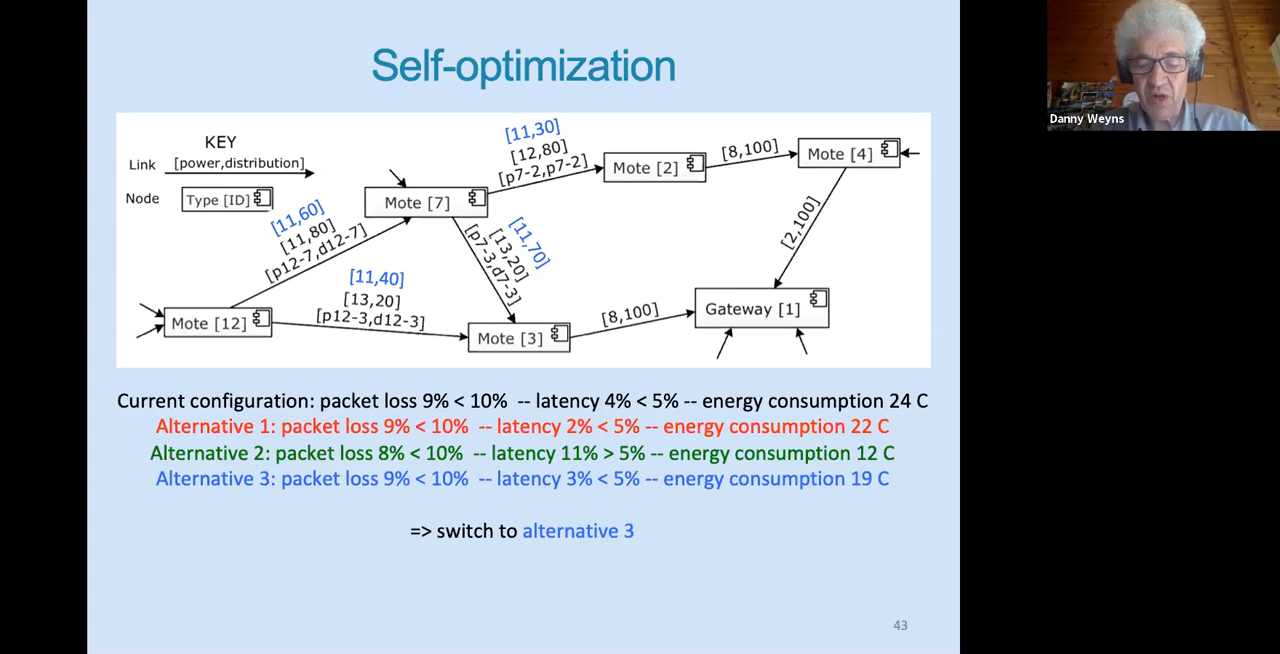 Self-optimization
KEY
Link [power,distribution]
Node Type [ID]
[11,30]
[12,80]
[p7-2,p7-2]
Mote [2]
[8,100]
Mote [4]
Mote [7]
[11,60]
[11,80]
[p12-7,d12-7]
[11,70]
[13,20]
[p7-3,d7-3]
[2,100]
[11,40]
[13,20]
[p12-3,d12-3]
Mote [12]
Mote [3]
[8,100]
Gateway [1]
Current configuration: packet loss 9% < 10% -- latency 4% < 5% -- energy consumption 24 C
Alternative 1: packet loss 9% < 10% -- latency 2% < 5% -- energy consumption 22 C
Alternative 2: packet loss 8% < 10% -- latency 11% > 5% -- energy consumption 12 C
Alternative 3: packet loss 9% < 10% -- latency 3% < 5% -- energy consumption 19 C
=> switch to alternative 3
43
Danny Weyns